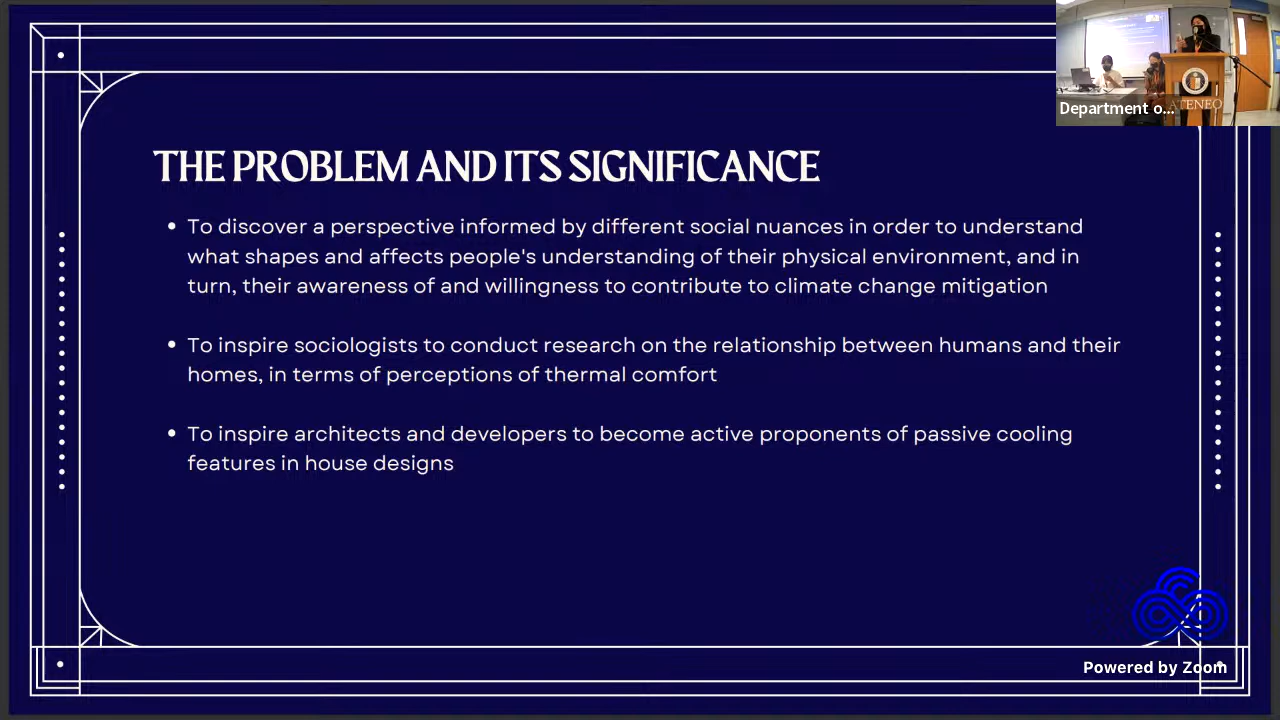 Department o...
ATENEO
THE PROBLEM AND ITS SIGNIFICANCE
• To discover a perspective informed by different social nuances in order to understand
what shapes and affects people's understanding of their physical environment, and in
turn, their awareness of and willingness to contribute to climate change mitigation
• To inspire sociologists to conduct research on the relationship between humans and their
homes, in terms of perceptions of thermal comfort
• To inspire architects and developers to become active proponents of passive cooling
features in house designs
Powered by Zoom